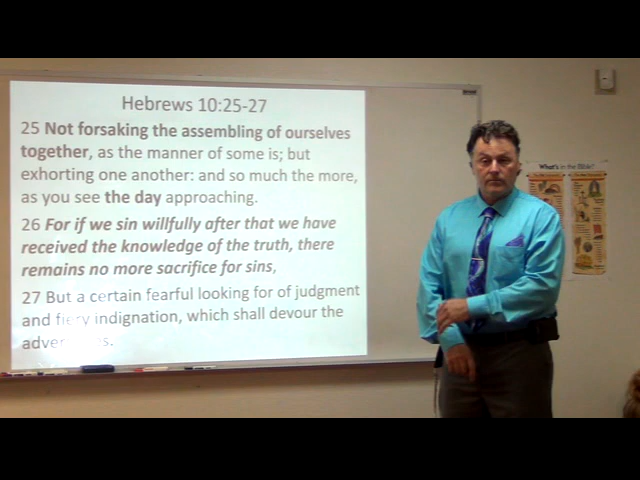 Hebrews 10:25-27
25 Not forsaking the assembling of ourselves
together, as the manner of some is; but
exhorting one another: and so much the more,
as you see the day approaching.
26 For if we sin willfully after that we have
received the knowledge of the truth, there
remains no more sacrifice for sins,
27 But a certain fearful looking for of judgment
and fiery indignation, which shall devour the
What's in the Bible?